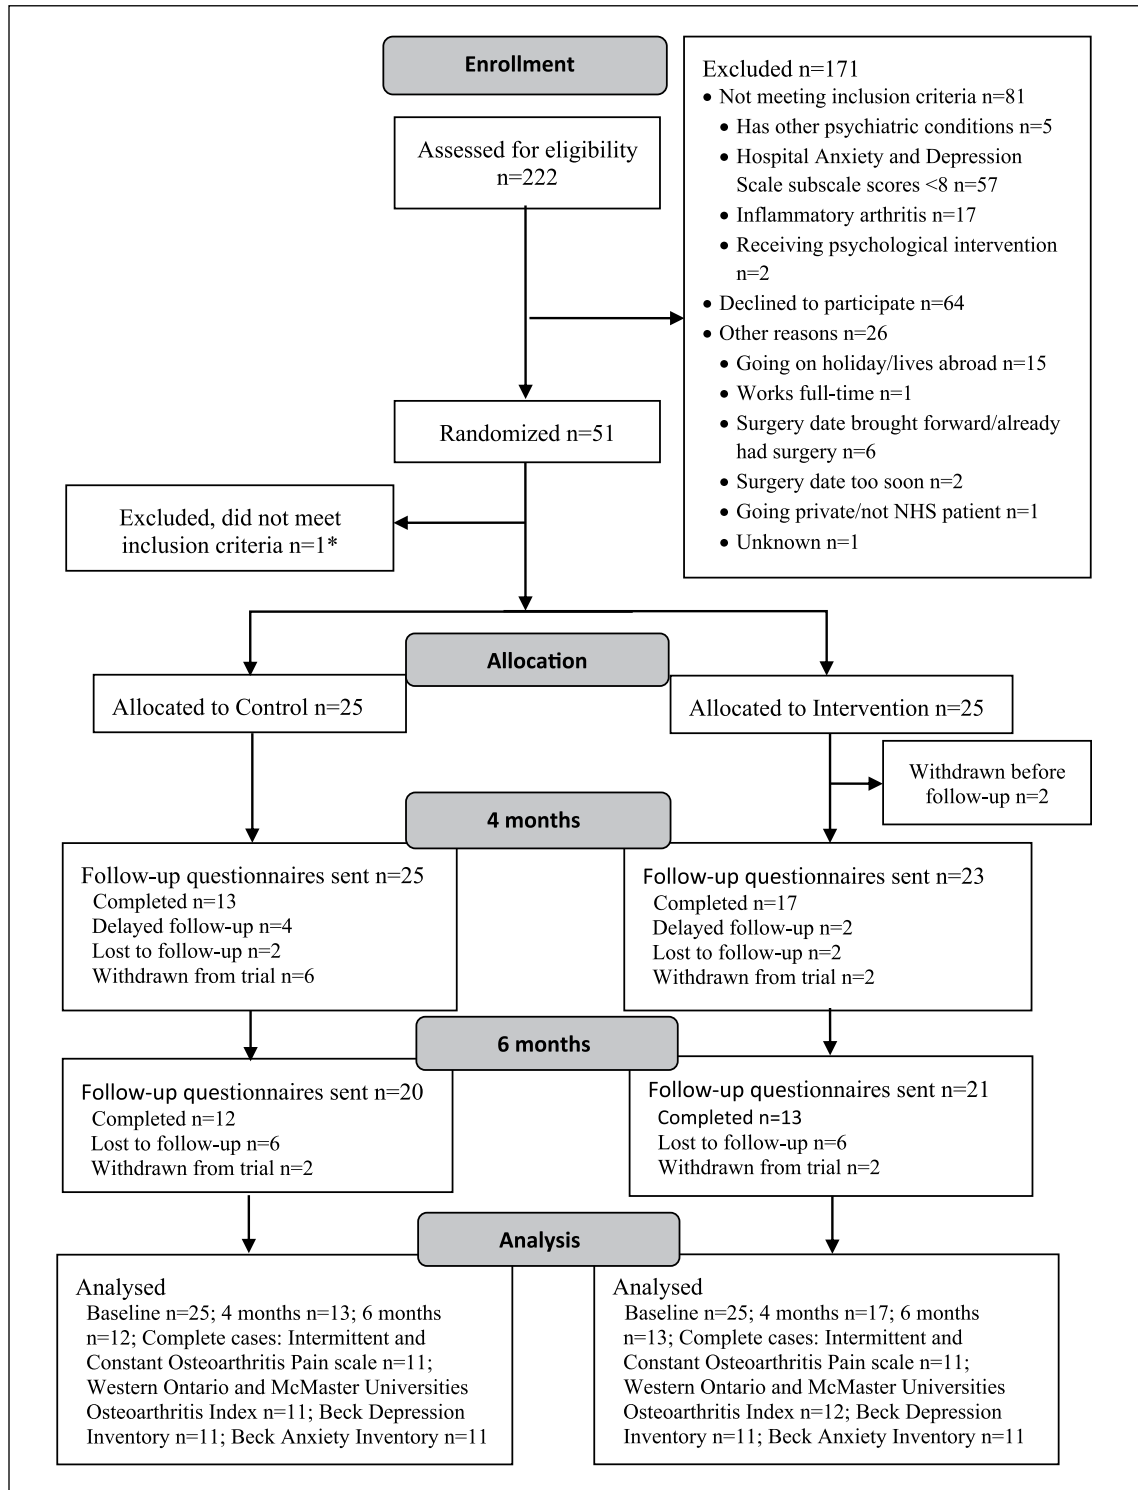 Enrollment
Assessed for eligibility
n=222
Excluded n=171
• Not meeting inclusion criteria n=81
• Has other psychiatric conditions n=5
• Hospital Anxiety and Depression
Scale subscale scores <8 n=57
• Inflammatory arthritis n=17
• Receiving psychological intervention
n=2
• Declined to participate n=64
• Other reasons n=26
• Going on holiday/lives abroad n=15
• Works full-time n=1
• Surgery date brought forward/already
had surgery n=6
• Surgery date too soon n=2
• Going private/not NHS patient n=1
• Unknown n=1
Randomized n=51
Excluded, did not meet
inclusion criteria n=1*
Allocation
Allocated to Control n=25
Allocated to Intervention n=25
Withdrawn before
follow-up n=2
4 months
Follow-up questionnaires sent n=25
Completed n=13
Delayed follow-up n=4
Lost to follow-up n=2
Withdrawn from trial n=6
Follow-up questionnaires sent n=23
Completed n=17
Delayed follow-up n=2
Lost to follow-up n=2
Withdrawn from trial n=2
6 months
Follow-up questionnaires sent n=20
Completed n=12
Lost to follow-up n=6
Withdrawn from trial n=2
Follow-up questionnaires sent n=21
Completed n=13
Lost to follow-up n=6
Withdrawn from trial n=2
Analysis
Analysed
Baseline n=25; 4 months n=13; 6 months
n=12; Complete cases: Intermittent and
Constant Osteoarthritis Pain scale n=11;
Western Ontario and McMaster Universities
Osteoarthritis Index n=11; Beck Depression
Inventory n=11; Beck Anxiety Inventory n=11
Analysed
Baseline n=25; 4 months n=17; 6 months
n=13; Complete cases: Intermittent and
Constant Osteoarthritis Pain scale n=11;
Western Ontario and McMaster Universities
Osteoarthritis Index n=12; Beck Depression
Inventory n=11; Beck Anxiety Inventory n=11